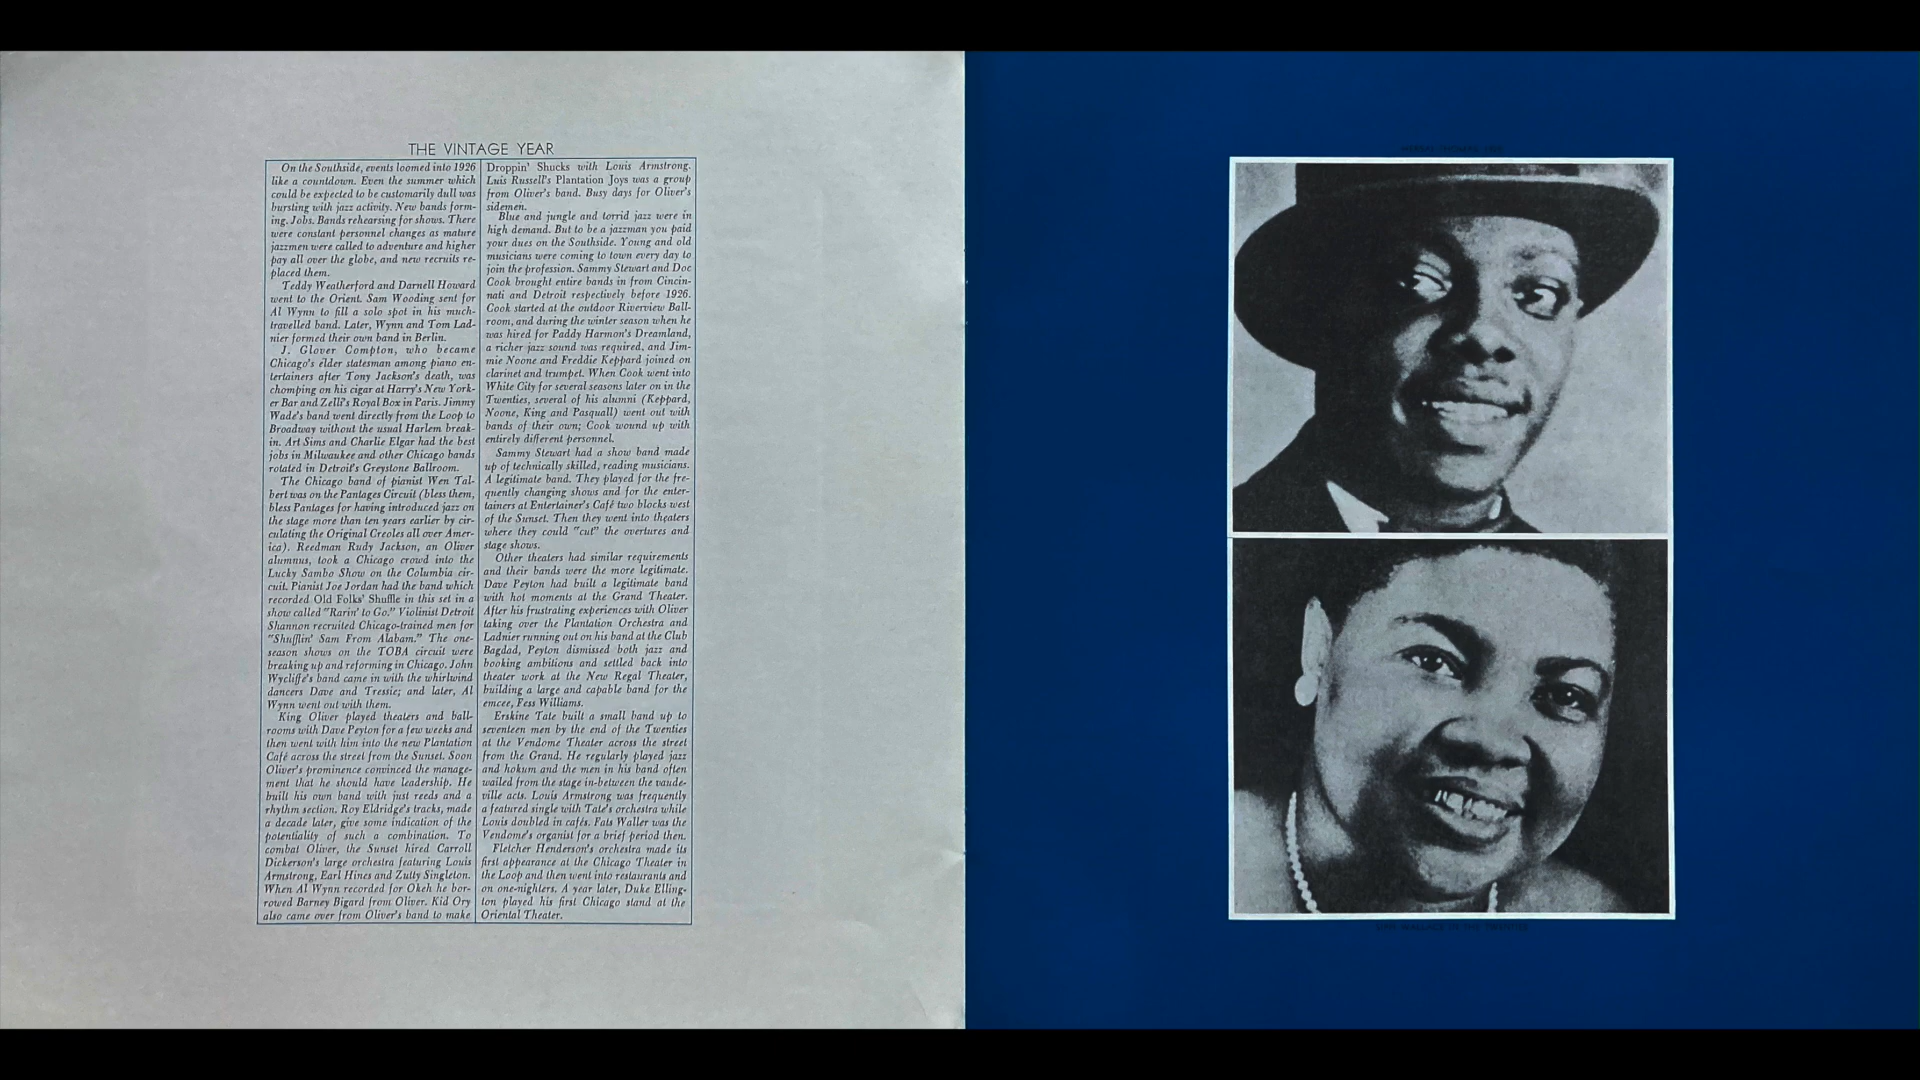 THE VINTAGE YEAR
On the Southside, events loomed into 1926
like a countdown. Even the summer which
could be expected to be customarily dull was
bursting with jazz activity. New bands form-
ing. Jobs. Bands rehearsing for shows. There
were constant personnel changes as mature
jazzmen were called to adventure and higher
pay all over the globe, and new recruits re-
placed them.
Teddy Weatherford and Darnell Howard
went to the Orient. Sam Wooding sent for
Al Wynn to fill a solo spot in his much-
travelled band. Later, Wynn and Tom Lad-
nier formed their own band in Berlin.
J. Glover Compton, who became
Chicago's elder statesman among piano en-
tertainers after Tony Jackson's death, was
chomping on his cigar at Harry's New York-
er Bar and Zelli's Royal Box in Paris. Jimmy
Wade's band went directly from the Loop to
Broadway without the usual Harlem break-
in. Art Sims and Charlie Elgar had the best
jobs in Milwaukee and other Chicago bands
rotated in Detroit's Greystone Ballroom.
The Chicago band of pianist Wen Tal-
bert was on the Pantages Circuit (bless them,
bless Pantages for having introduced jazz on
the stage more than ten years earlier by cir-
culating the Original Creoles all over Amer-
ica). Reedman Rudy Jackson, an Oliver
alumnus, took a Chicago crowd into the
Lucky Sambo Show on the Columbia cir-
cuit. Pianist Joe Jordan had the band which
recorded Old Folks' Shuffle in this set in a
show called "Rarin' to Go." Violinist Detroit
Shannon recruited Chicago-trained men for
"Shufflin' Sam From Alabam." The one-
season shows on the TOBA circuit were
breaking up and reforming in Chicago. John
Wycliffe's band came in with the whirlwind
dancers Dave and Tressie; and later, Al
Wynn went out with them.
King Oliver played theaters and ball-
rooms with Dave Peyton for a few weeks and
then went with him into the new Plantation
Café across the street from the Sunset. Soon
Oliver's prominence convinced the manage-
ment that he should have leadership. He
built his own band with just reeds and a
rhythm section. Roy Eldridge's tracks, made
a decade later, give some indication of the
potentiality of such a combination. To
combat Oliver, the Sunset hired Carroll
Dickerson's large orchestra featuring Louis
Armstrong, Earl Hines and Zutty Singleton.
When Al Wynn recorded for Okeh he bor-
rowed Barney Bigard from Oliver. Kid Ory
also came over from Oliver's band to make
Droppin' Shucks with Louis Armstrong.
Luis Russell's Plantation Joys was a group
from Oliver's band. Busy days for Oliver's
sidemen.
Blue and jungle and torrid jazz were in
high demand. But to be a jazzman you paid
your dues on the Southside. Young and old
musicians were coming to town every day to
join the profession. Sammy Stewart and Doc
Cook brought entire bands in from Cincin-
nati and Detroit respectively before 1926.
Cook started at the outdoor Riverview Ball-
room, and during the winter season when he
was hired for Paddy Harmon's Dreamland,
a richer jazz sound was required, and Jim-
mie Noone and Freddie Keppard joined on
clarinet and trumpet. When Cook went into
White City for several seasons later on in the
Twenties, several of his alumni (Keppard,
Noone, King and Pasquall) went out with
bands of their own; Cook wound up with
entirely different personnel.
Sammy Stewart had a show band made
up of technically skilled, reading musicians.
A legitimate band. They played for the fre-
quently changing shows and for the enter-
tainers at Entertainer's Café two blocks west
of the Sunset. Then they went into theaters
where they could "cut" the overtures and
stage shows.
Other theaters had similar requirements
and their bands were the more legitimate.
Dave Peyton had built a legitimate band
with hot moments at the Grand Theater.
After his frustrating experiences with Oliver
taking over the Plantation Orchestra and
Ladnier running out on his band at the Club
Bagdad, Peyton dismissed both jazz and
booking ambitions and settled back into
theater work at the New Regal Theater,
building a large and capable band for the
emcee, Fess Williams.
Erskine Tate built a small band up to
seventeen men by the end of the Twenties
at the Vendome Theater across the street
from the Grand. He regularly played jazz
and hokum and the men in his band often
wailed from the stage in-between the vaude-
ville acts. Louis Armstrong was frequently
a featured single with Tate's orchestra while
Louis doubled in cafés. Fats Waller was the
Vendome's organist for a brief period then.
Fletcher Henderson's orchestra made its
first appearance at the Chicago Theater in
the Loop and then went into restaurants and
on one-nighters. A year later, Duke Elling-
ton played his first Chicago stand at the
Oriental Theater.
WALLACE IN THE TWENTIES